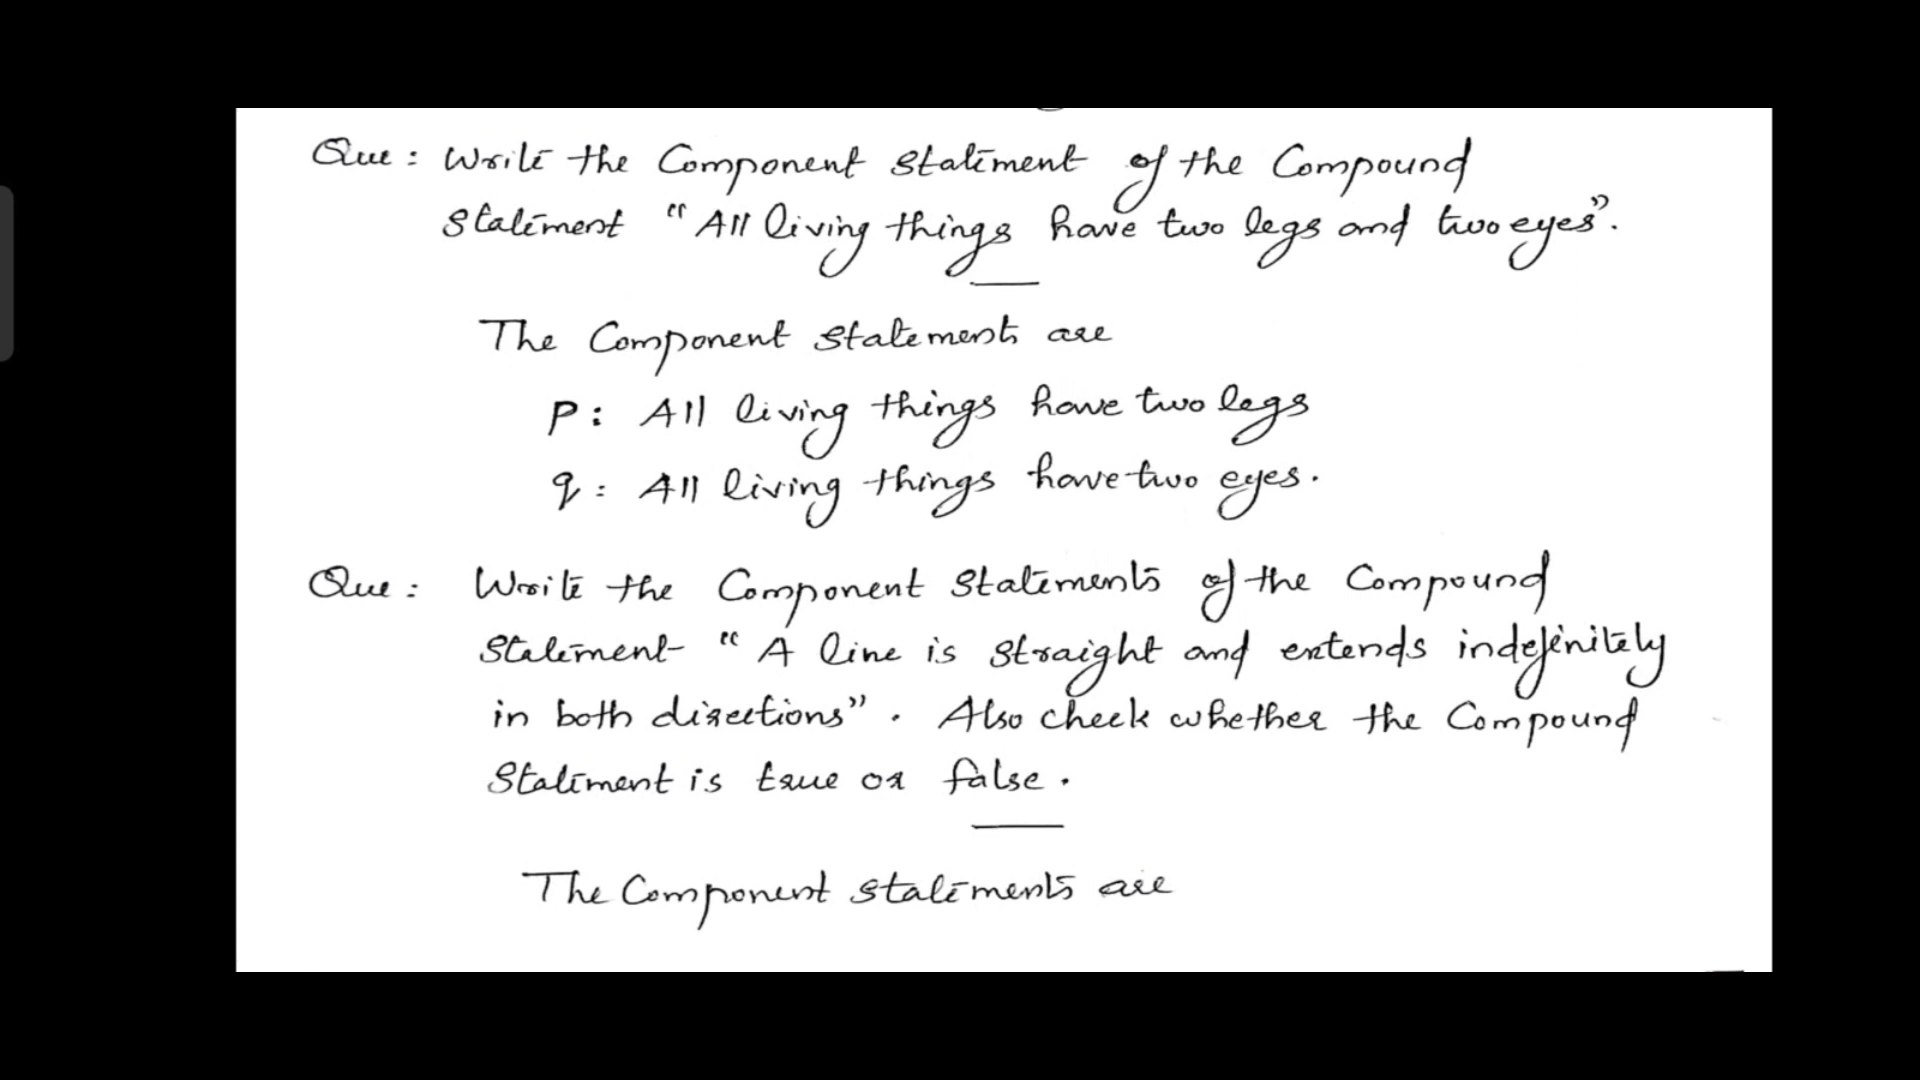 Que : Write the Component statement of the Compound
Statement "All living things have two legs and two eyes".
The Component statements are
p : All living things have two legs
q : All living things have two eyes.
Que : Write the Component Statements of the Compound
Statement "A line is straight and extends indefinitely
in both directions". Also check whether the Compound
Statement is true or false.
The Component statements are